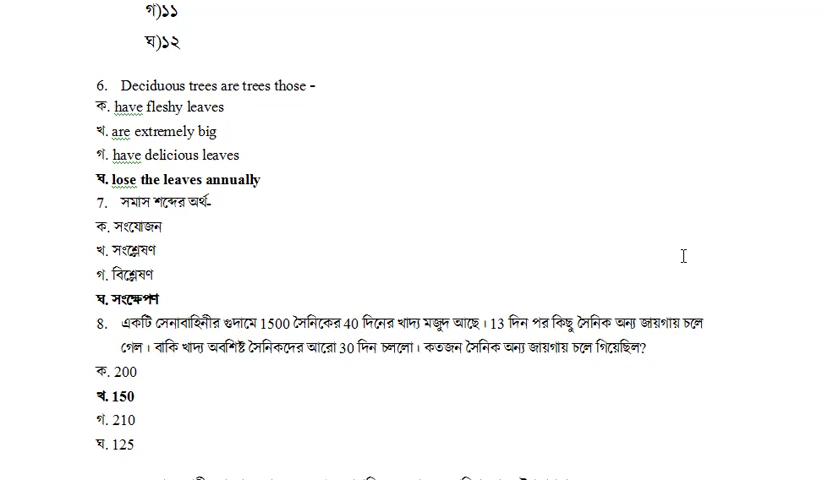 গ)১১
ঘ)১২
6. Deciduous trees are trees those -
ক. have fleshy leaves
খ. are extremely big
গ. have delicious leaves
ঘ. lose the leaves annually
7. সমাস শব্দের অর্থ-
ক. সংযোজন
খ. সংশ্লেষণ
গ. বিশ্লেষণ
ঘ. সংক্ষেপণ
8. একটি সেনাবাহিনীর গুদামে 1500 সৈনিকের 40 দিনের খাদ্য মজুদ আছে। 13 দিন পর কিছু সৈনিক অন্য জায়গায় চলে
গেল। বাকি খাদ্য অবশিষ্ট সৈনিকদের আরো 30 দিন চললো। কতজন সৈনিক অন্য জায়গায় চলে গিয়েছিল?
ক. 200
খ. 150
গ. 210
ঘ. 125